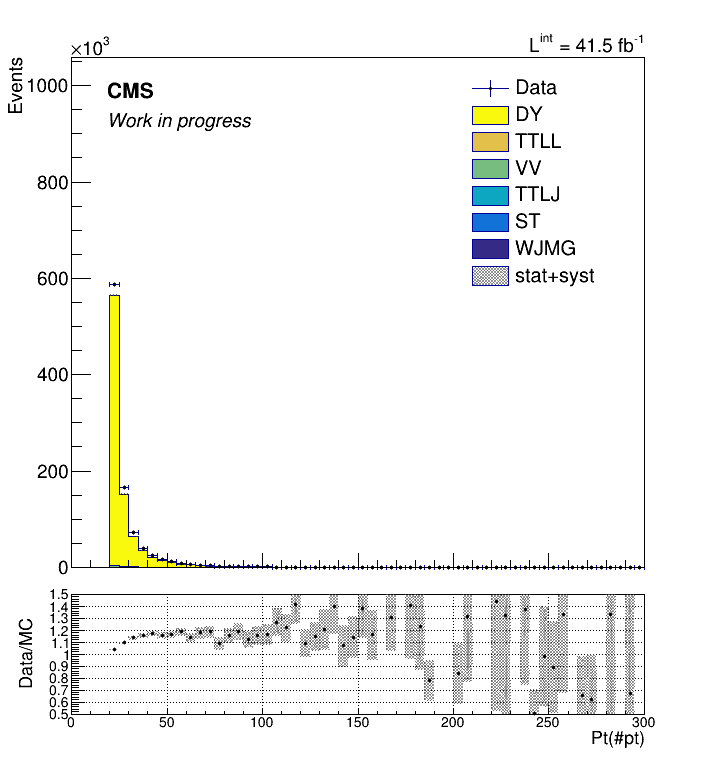 ×10³
L^int = 41.5 fb⁻¹
Events
1000
800
600
400
200
0
CMS
Work in progress
Data
DY
TTLL
VV
TTLJ
ST
WJMG
stat+syst
Data/MC
1.5
1.4
1.3
1.2
1.1
1
0.9
0.8
0.7
0.6
0.5
0 50 100 150 200 250 300
Pt(#pt)